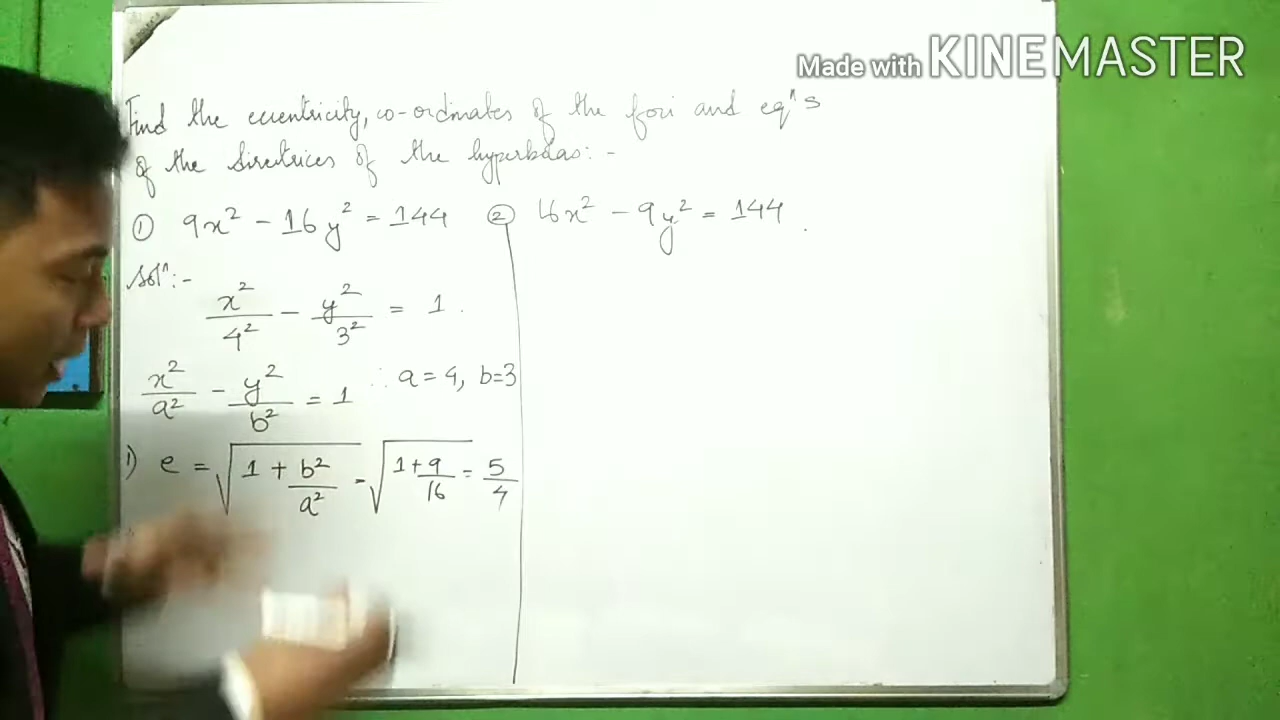 Made with KINEMASTER
Find the eccentricity, co-ordinates of the foci and eqⁿs
of the directrices of the hyperbolas:-
① 9x² - 16y² = 144 ② 16x² - 9y² = 144.
Solⁿ:-
x²/4² - y²/3² = 1.
x²/a² - y²/b² = 1 ∴ a = 4, b=3
1) e = √(1 + b²/a²) = √(1+9/16) = 5/4